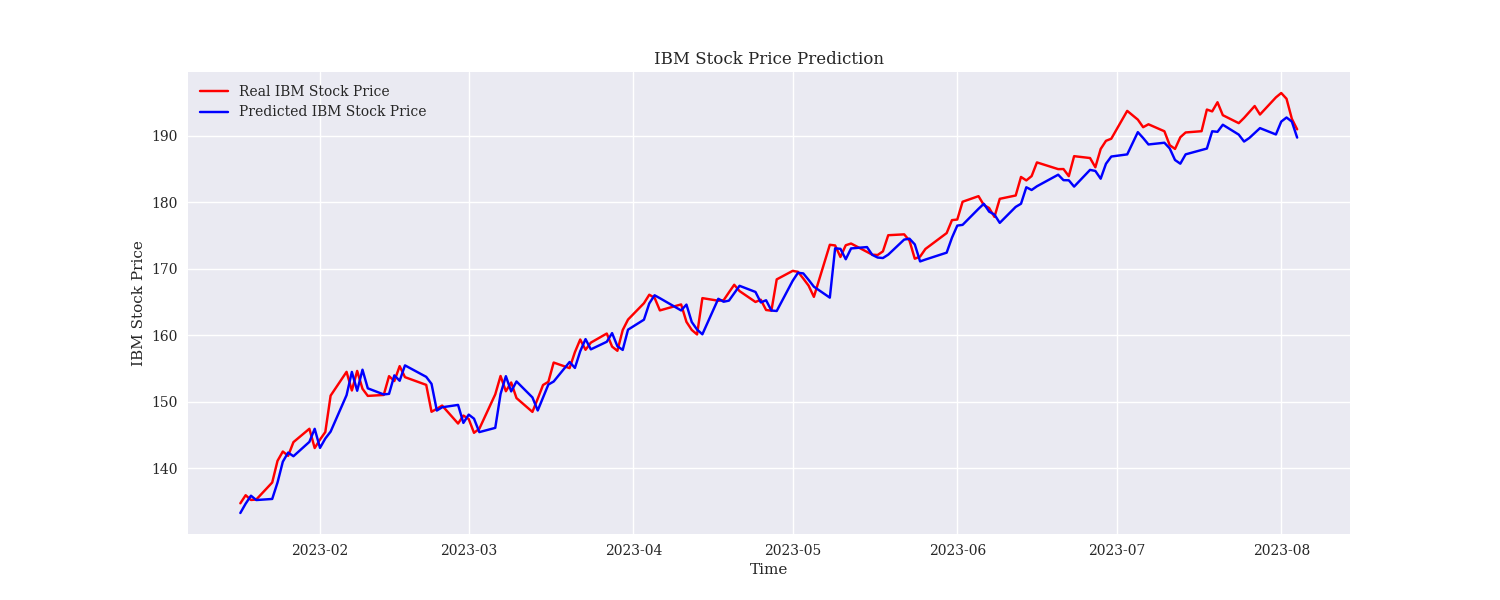 IBM Stock Price Prediction
Real IBM Stock Price
Predicted IBM Stock Price
IBM Stock Price
190
180
170
160
150
140
2023-02 2023-03 2023-04 2023-05 2023-06 2023-07 2023-08
Time